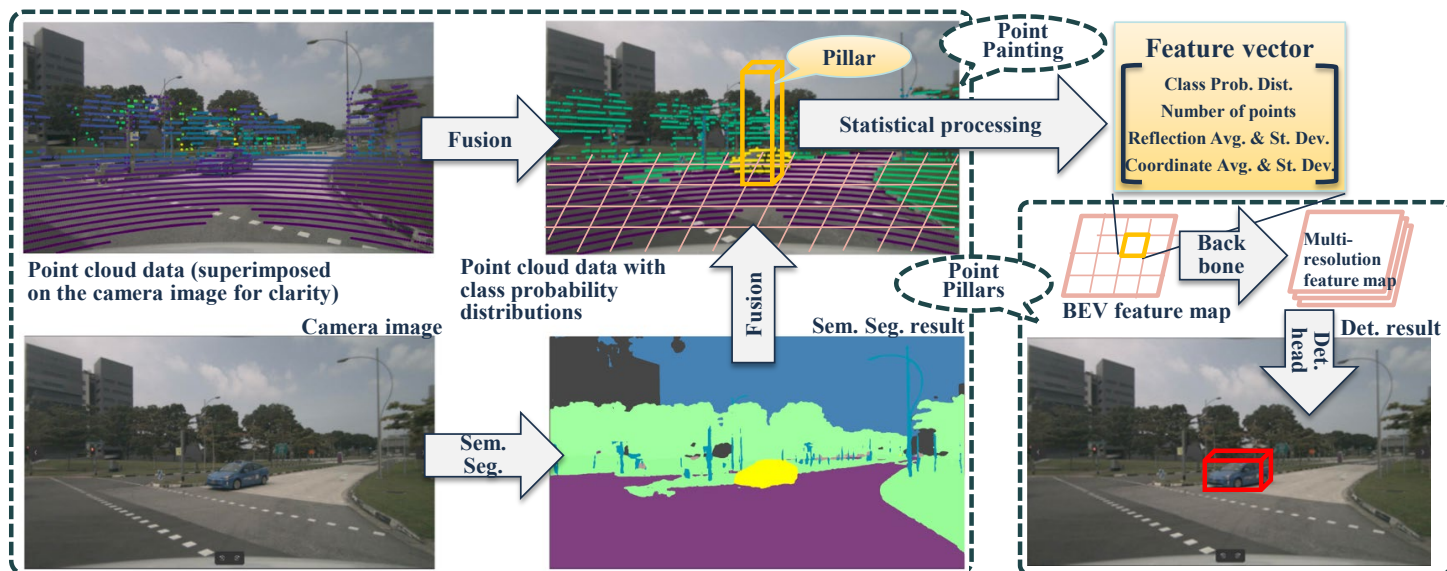 Point
Painting
Pillar
Fusion
Statistical processing
Feature vector
Class Prob. Dist.
Number of points
Reflection Avg. & St. Dev.
Coordinate Avg. & St. Dev.
Point cloud data (superimposed
on the camera image for clarity)
Point cloud data with
class probability
distributions
Fusion
Point
Pillars
Back
bone
Multi-
resolution
feature map
BEV feature map
Camera image
Sem. Seg. result
Det.
head
Det. result
Sem.
Seg.